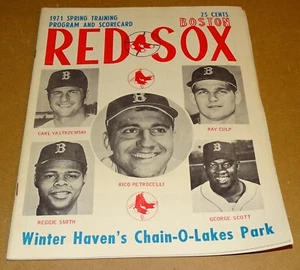 1971 SPRING TRAINING
PROGRAM AND SCORECARD
25 CENTS
BOSTON
RED SOX
CARL YASTRZEMSKI
RAY CULP
RICO PETROCELLI
REGGIE SMITH
GEORGE SCOTT
Winter Haven's Chain-O-Lakes Park